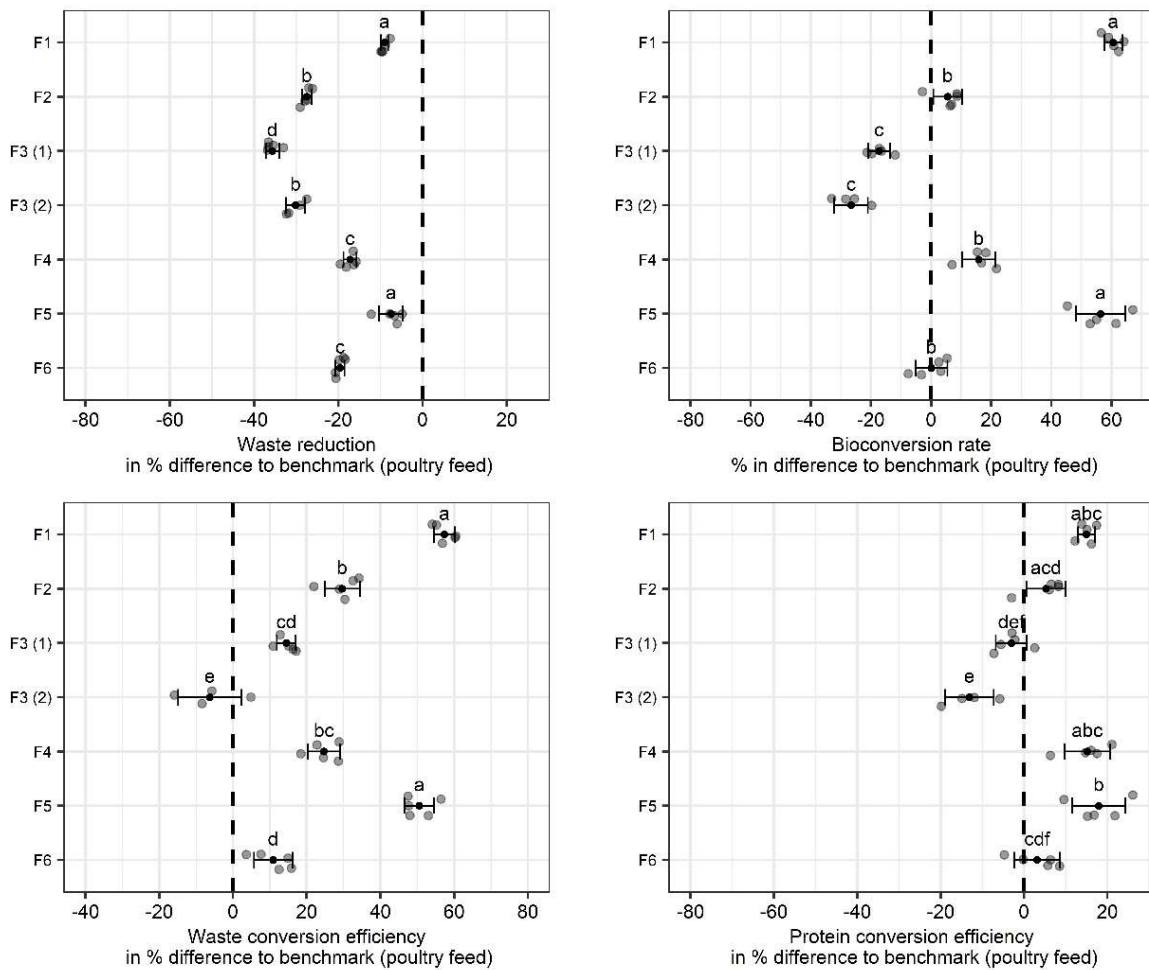 F1
a
F2
b
F3 (1)
d
F3 (2)
b
F4
c
F5
a
F6
c
-80 -60 -40 -20 0 20
Waste reduction
in % difference to benchmark (poultry feed)
F1
a
F2
b
F3 (1)
c
F3 (2)
c
F4
b
F5
a
F6
b
-80 -60 -40 -20 0 20 40 60
Bioconversion rate
% in difference to benchmark (poultry feed)
F1
a
F2
b
F3 (1)
cd
F3 (2)
e
F4
bc
F5
a
F6
d
-40 -20 0 20 40 60 80
Waste conversion efficiency
in % difference to benchmark (poultry feed)
F1
abc
F2
acd
F3 (1)
def
F3 (2)
e
F4
abc
F5
b
F6
cdf
-80 -60 -40 -20 0 20
Protein conversion efficiency
in % difference to benchmark (poultry feed)